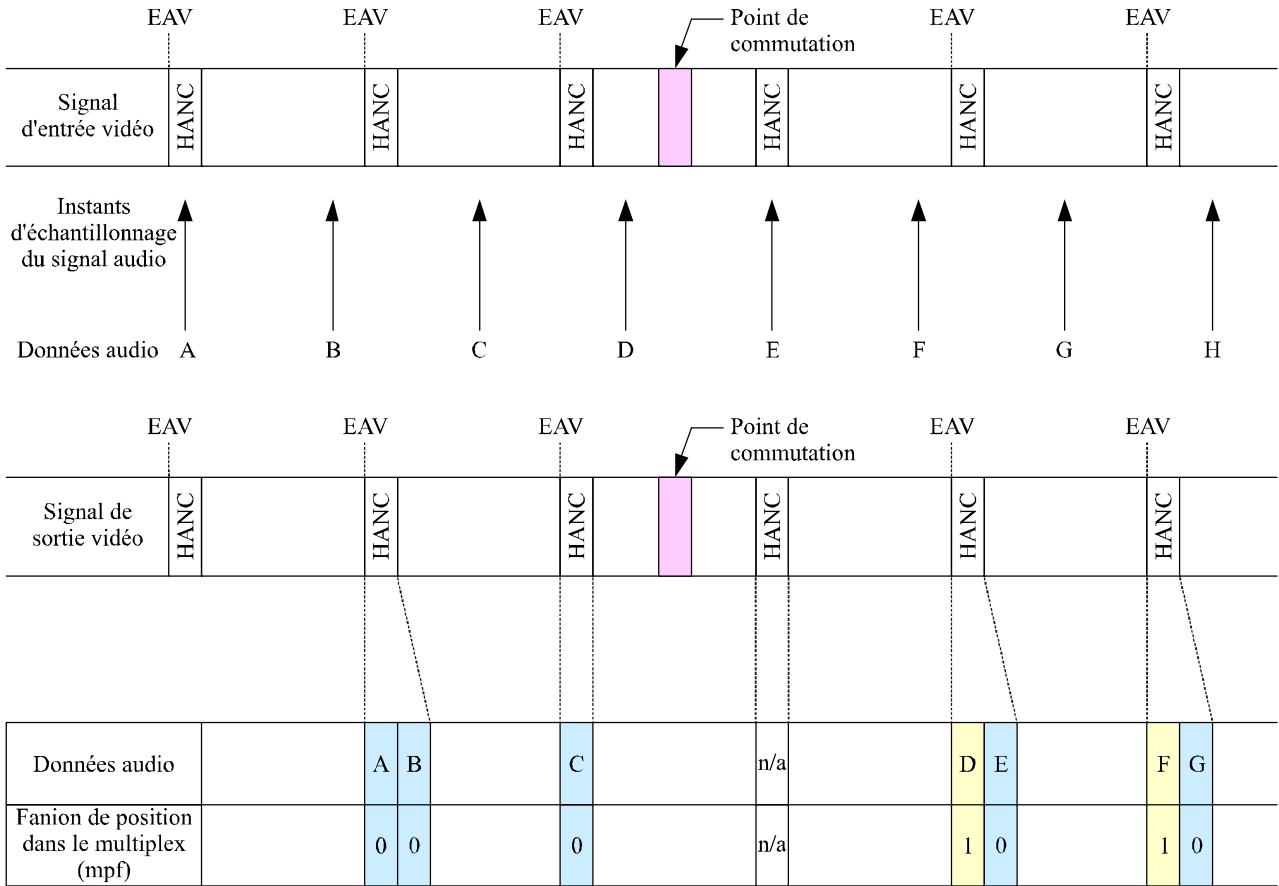 EAV EAV EAV Point de commutation EAV EAV
Signal d'entrée vidéo
HANC HANC HANC HANC HANC HANC
Instants d'échantillonnage du signal audio
Données audio A B C D E F G H
EAV EAV EAV Point de commutation EAV EAV
Signal de sortie vidéo
HANC HANC HANC HANC HANC HANC
Données audio A B C n/a D E F G
Fanion de position dans le multiplex (mpf) 0 0 0 n/a 1 0 1 0